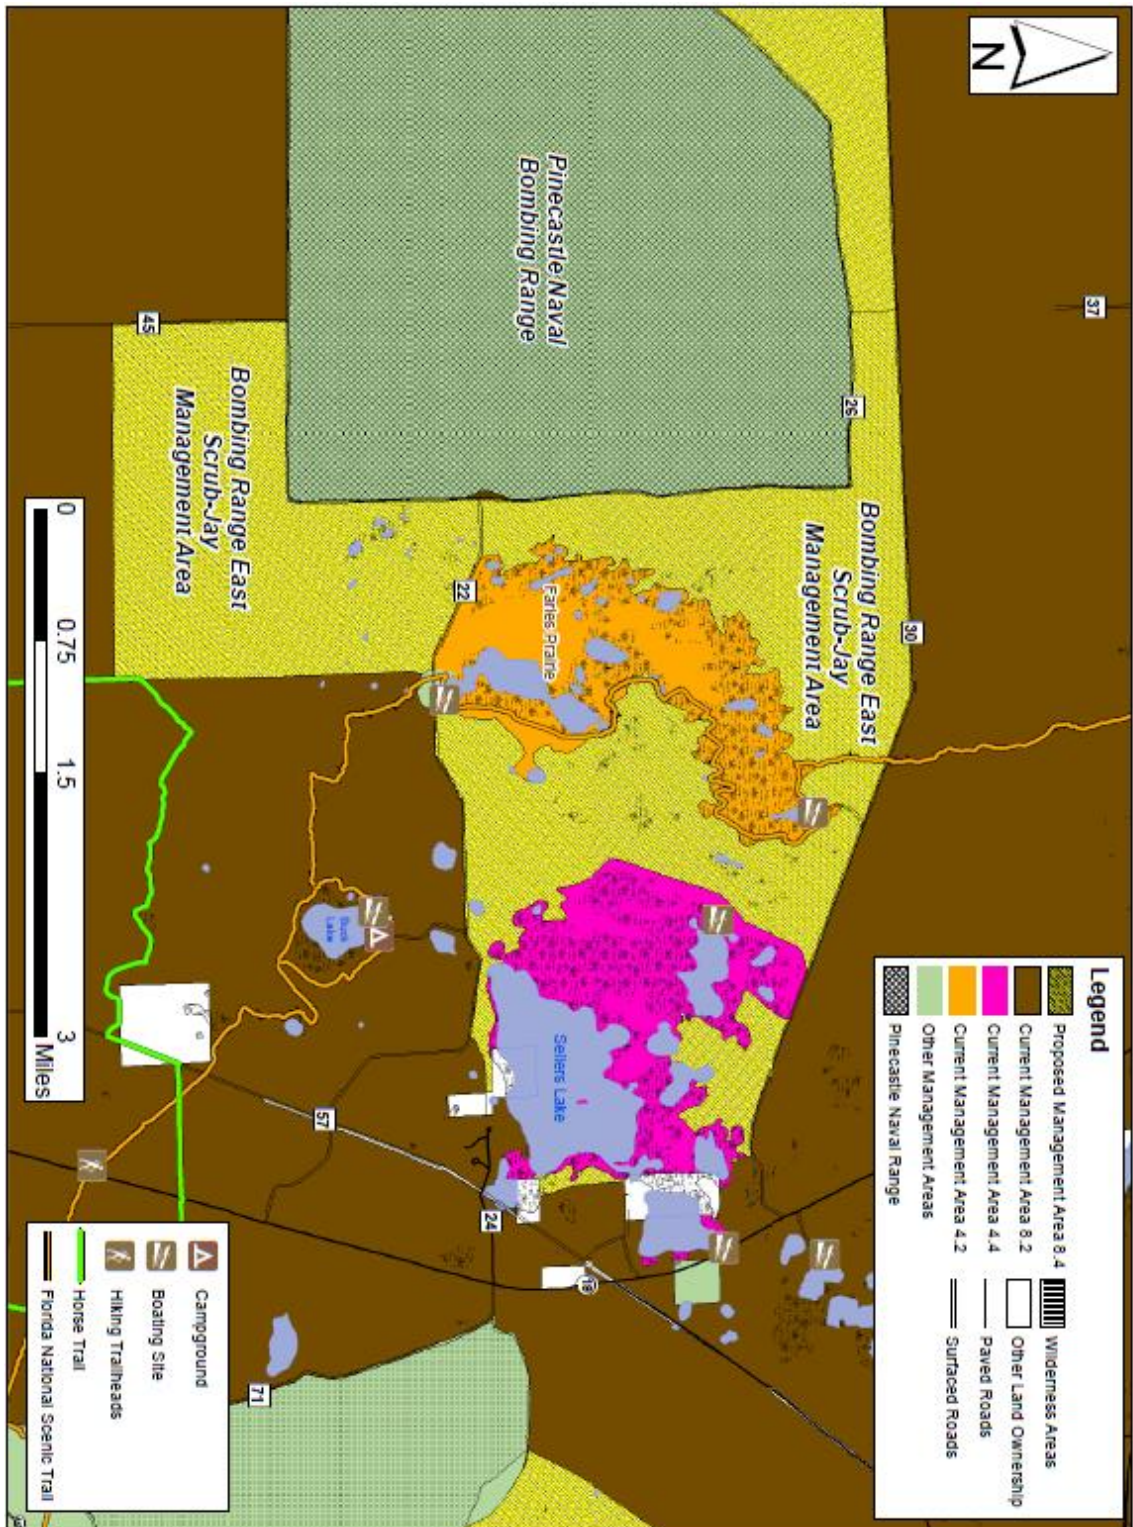 N
37
Pinecastle Naval
Bombing Range
26
45
Bombing Range East
Scrub-Jay
Management Area
Bombing Range East
Scrub-Jay
Management Area
30
22
Farles Prairie
Buck
Lake
Sellers Lake
57
24
19
71
0
0.75
1.5
3
Miles
Legend
Proposed Management Area 8.4
Current Management Area 8.2
Current Management Area 4.4
Current Management Area 4.2
Other Management Areas
Pinecastle Naval Range
Wilderness Areas
Other Land Ownership
Paved Roads
Surfaced Roads
Campground
Boating Site
Hiking Trailheads
Horse Trail
Florida National Scenic Trail